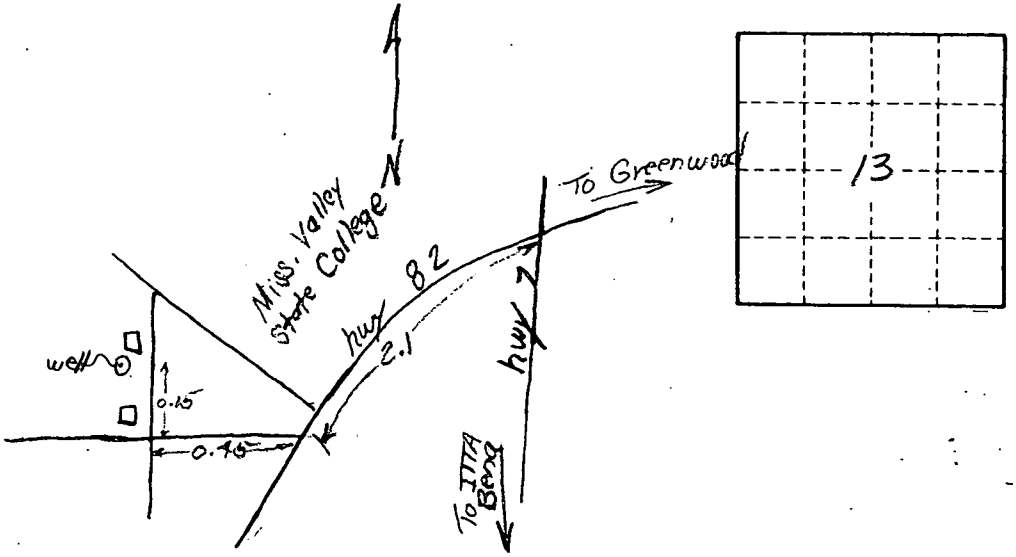 N
Miss. Valley
State College
To Greenwood
13
hwy 82
2.1
hwy 7
well
0.15
0.45
To ITTA
Bena